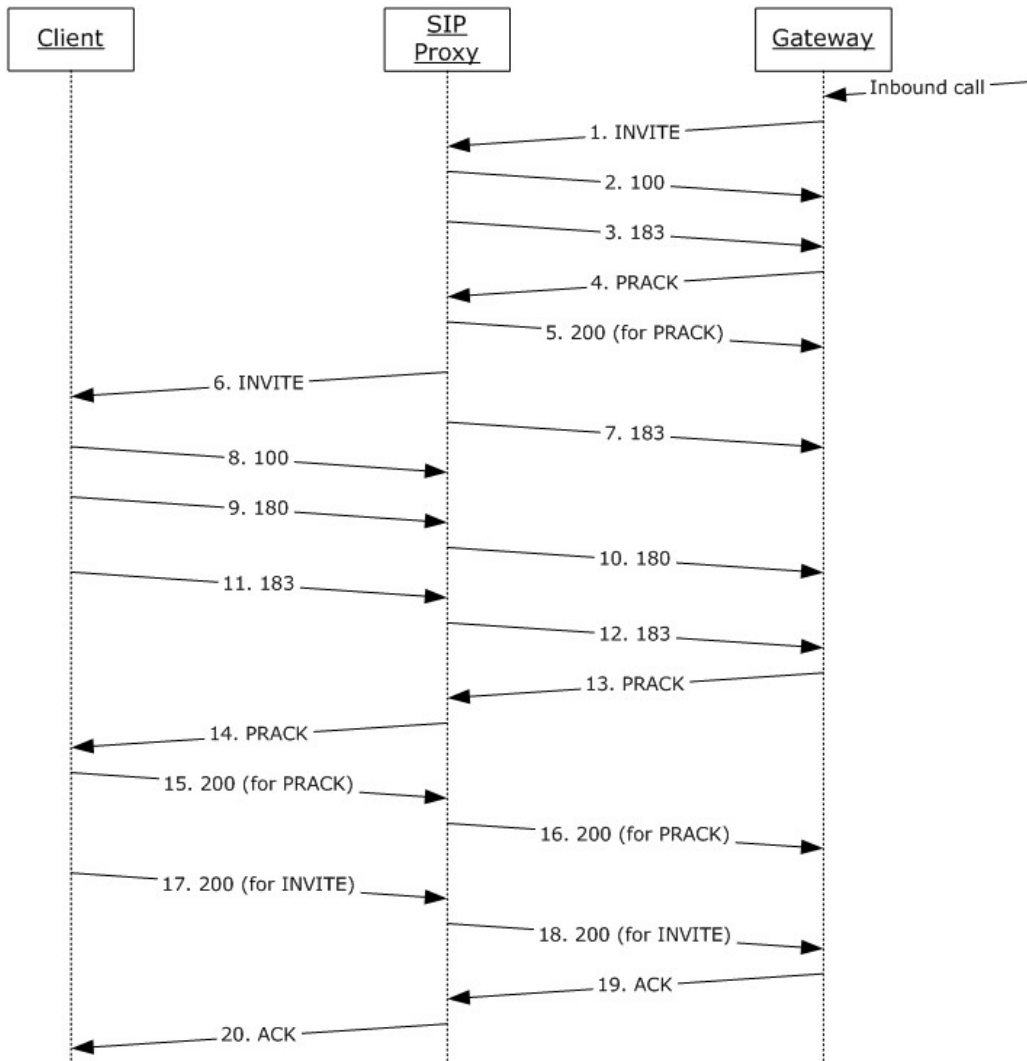 Client
SIP
Proxy
Gateway
Inbound call
1. INVITE
2. 100
3. 183
4. PRACK
5. 200 (for PRACK)
6. INVITE
7. 183
8. 100
9. 180
10. 180
11. 183
12. 183
13. PRACK
14. PRACK
15. 200 (for PRACK)
16. 200 (for PRACK)
17. 200 (for INVITE)
18. 200 (for INVITE)
19. ACK
20. ACK